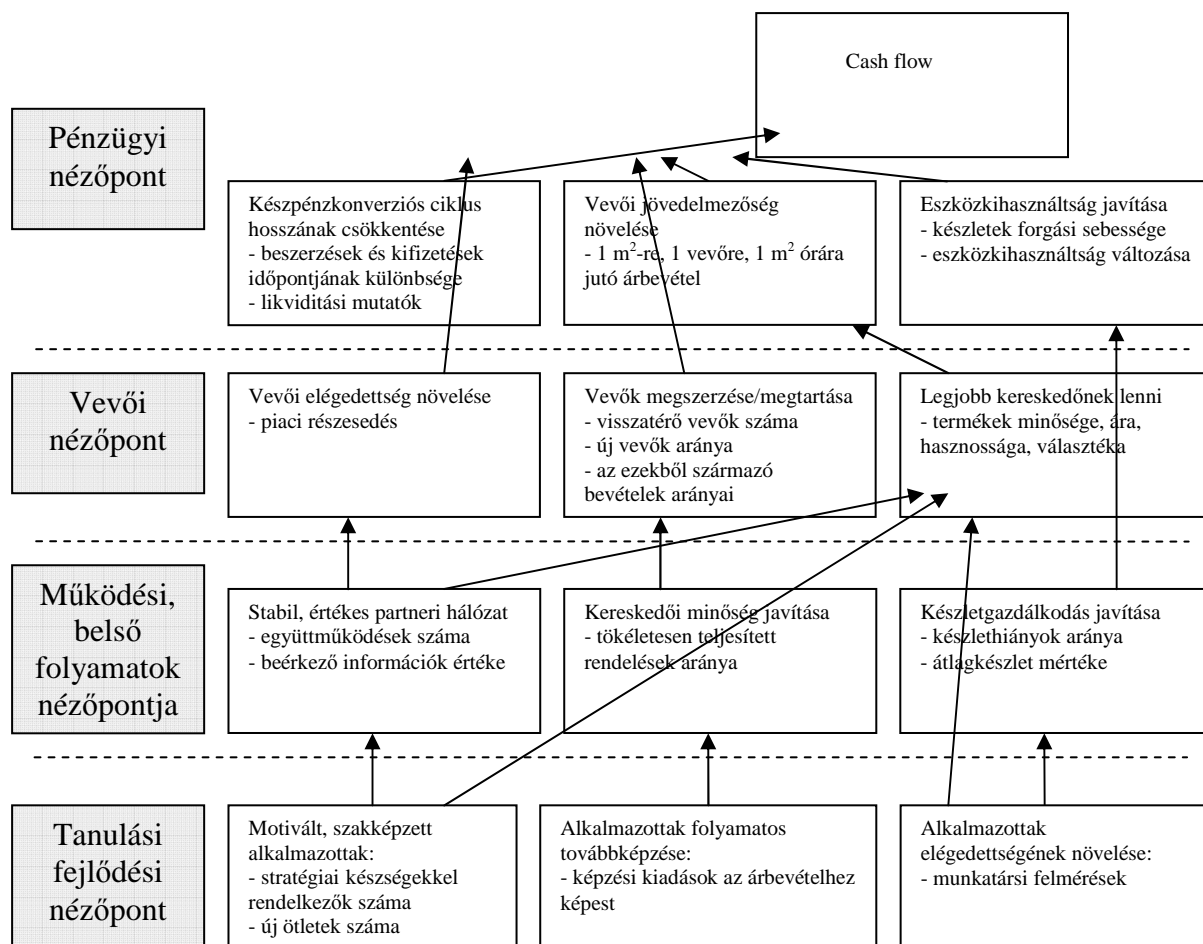 Cash flow
Pénzügyi
nézőpont
Készpénzkonverziós ciklus
hosszának csökkentése
- beszerzések és kifizetések
időpontjának különbsége
- likviditási mutatók
Vevői jövedelmezőség
növelése
- 1 m²-re, 1 vevőre, 1 m² órára
jutó árbevétel
Eszközkihasználtság javítása
- készletek forgási sebessége
- eszközkihasználtság változása
Vevői
nézőpont
Vevői elégedettség növelése
- piaci részesedés
Vevők megszerzése/megtartása
- visszatérő vevők száma
- új vevők aránya
- az ezekből származó
bevételek arányai
Legjobb kereskedőnek lenni
- termékek minősége, ára,
hasznossága, választéka
Működési,
belső
folyamatok
nézőpontja
Stabil, értékes partneri hálózat
- együttműködések száma
- beérkező információk értéke
Kereskedői minőség javítása
- tökéletesen teljesített
rendelések aránya
Készletgazdálkodás javítása
- készlethiányok aránya
- átlagkészlet mértéke
Tanulási
fejlődési
nézőpont
Motivált, szakképzett
alkalmazottak:
- stratégiai készségekkel
rendelkezők száma
- új ötletek száma
Alkalmazottak folyamatos
továbbképzése:
- képzési kiadások az árbevételhez
képest
Alkalmazottak
elégedettségének növelése:
- munkatársi felmérések